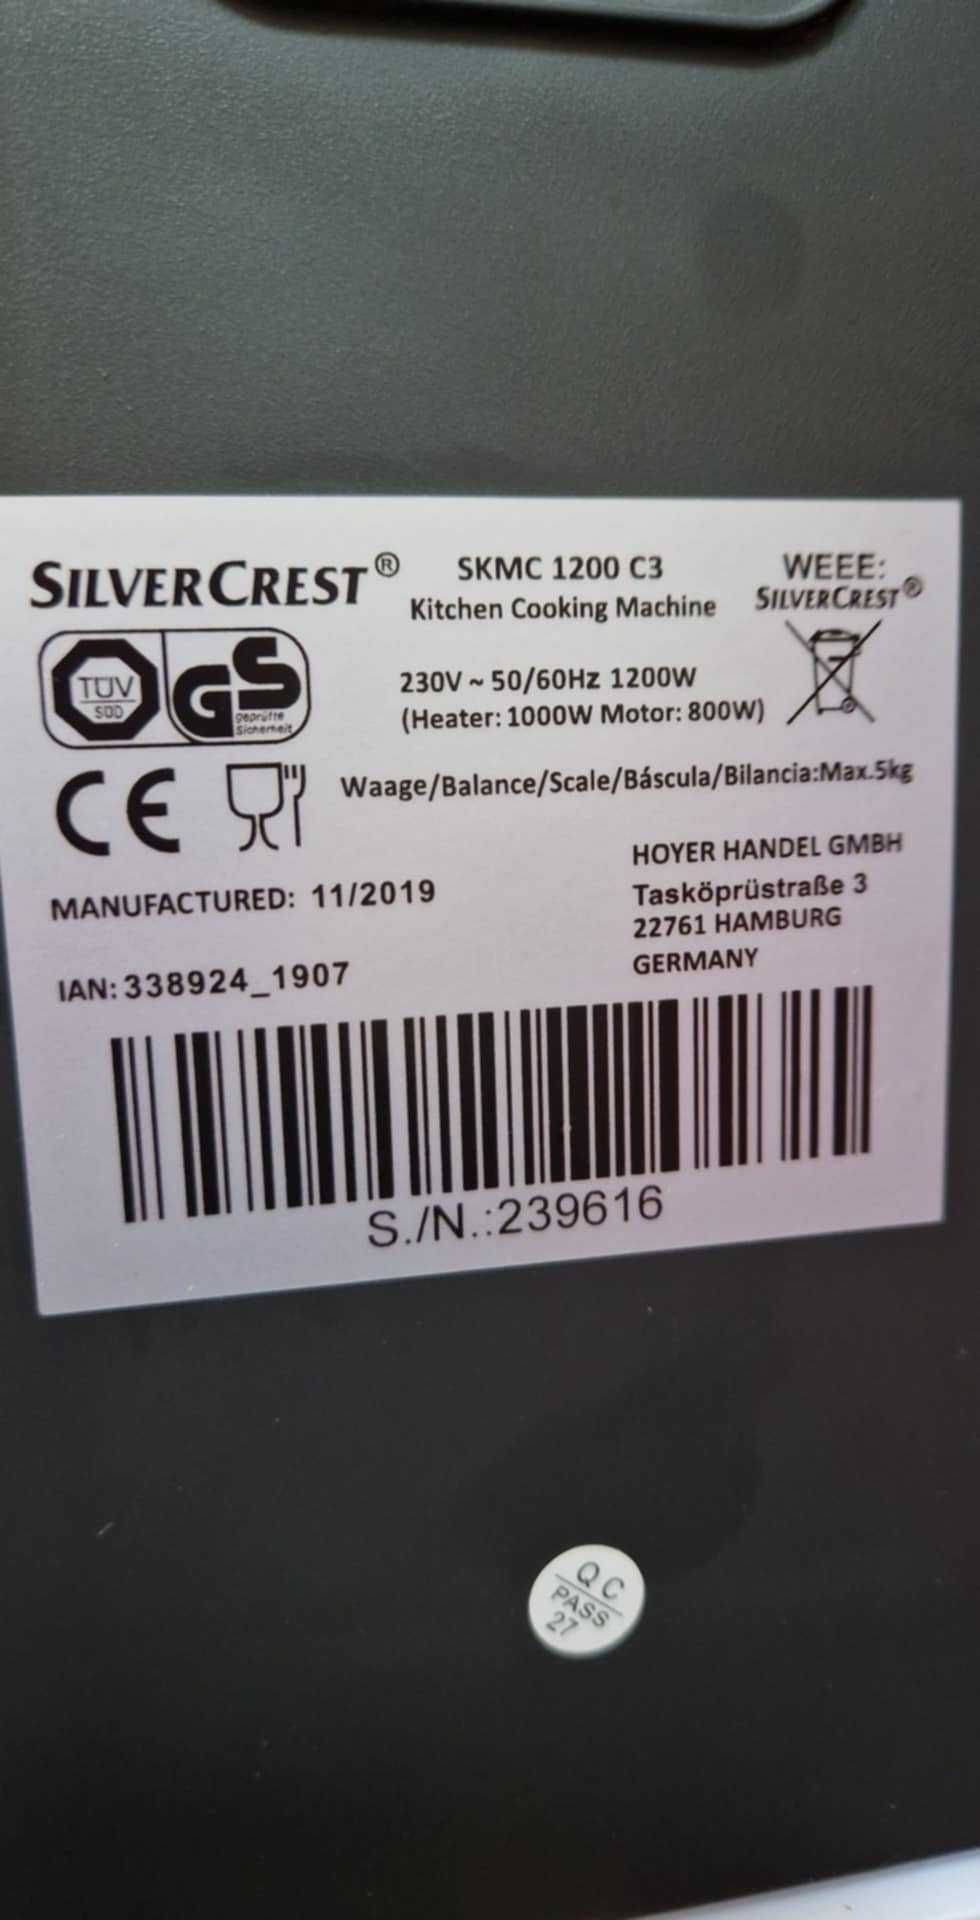 SILVERCREST®
SKMC 1200 C3
Kitchen Cooking Machine
WEEE:
SILVERCREST®
TÜV
SÜD
GS
geprüfte
Sicherheit
230V ~ 50/60Hz 1200W
(Heater: 1000W Motor: 800W)
CE
Waage/Balance/Scale/Báscula/Bilancia:Max.5kg
MANUFACTURED: 11/2019
HOYER HANDEL GMBH
Tasköprüstraße 3
22761 HAMBURG
GERMANY
IAN: 338924_1907
S./N.:239616
QC
PASS
27